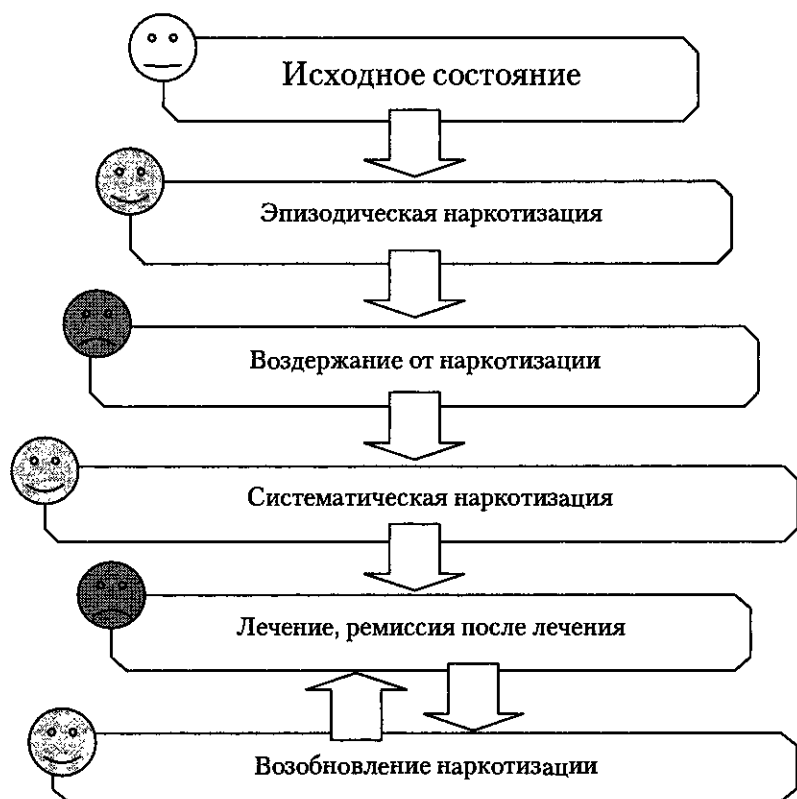 Исходное состояние
Эпизодическая наркотизация
Воздержание от наркотизации
Систематическая наркотизация
Лечение, ремиссия после лечения
Возобновление наркотизации